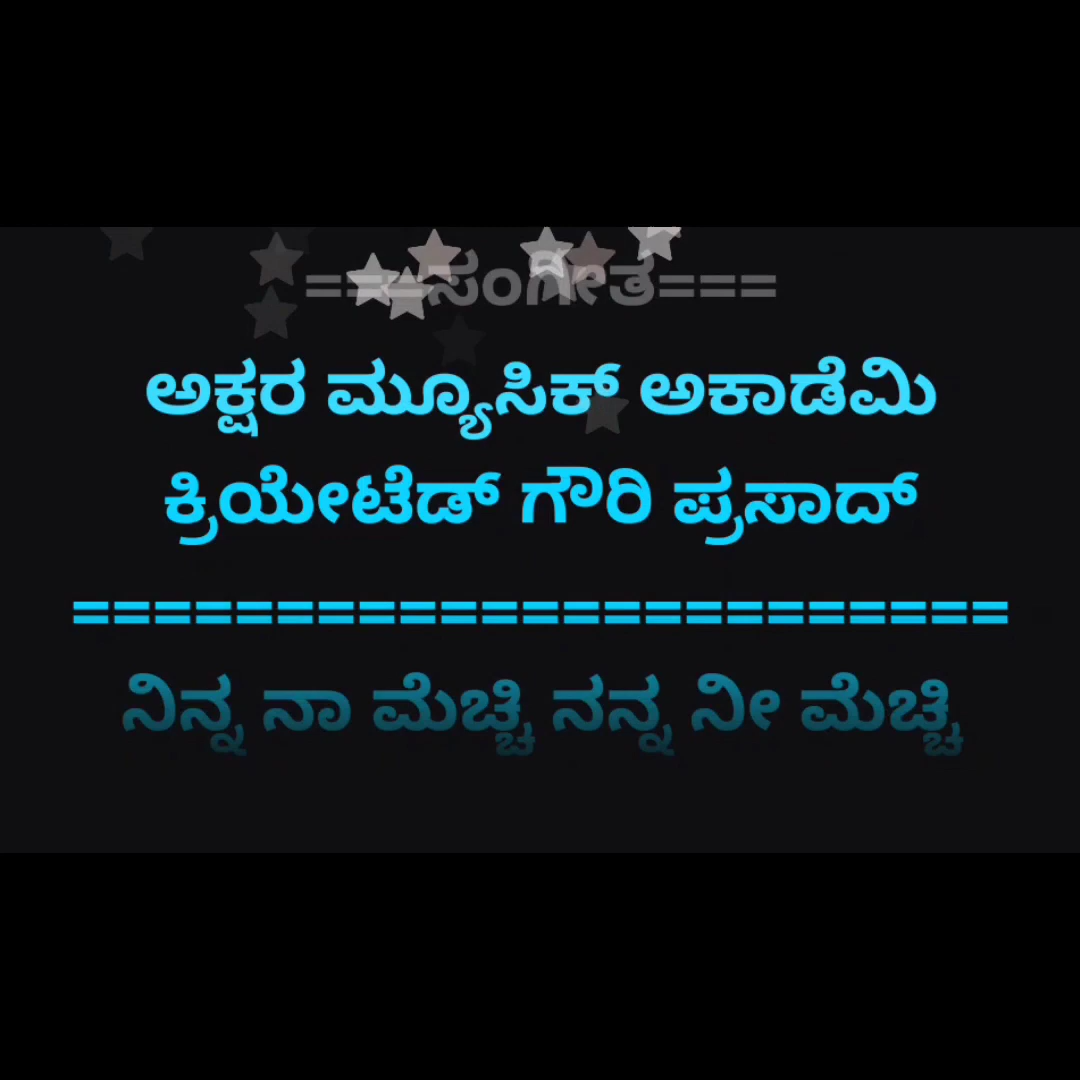 ===ಸಂಗೀತ===
ಅಕ್ಷರ ಮ್ಯೂಸಿಕ್ ಅಕಾಡೆಮಿ
ಕ್ರಿಯೇಟೆಡ್ ಗೌರಿ ಪ್ರಸಾದ್
=======================
ನಿನ್ನ ನಾ ಮೆಚ್ಚಿ ನನ್ನ ನೀ ಮೆಚ್ಚಿ